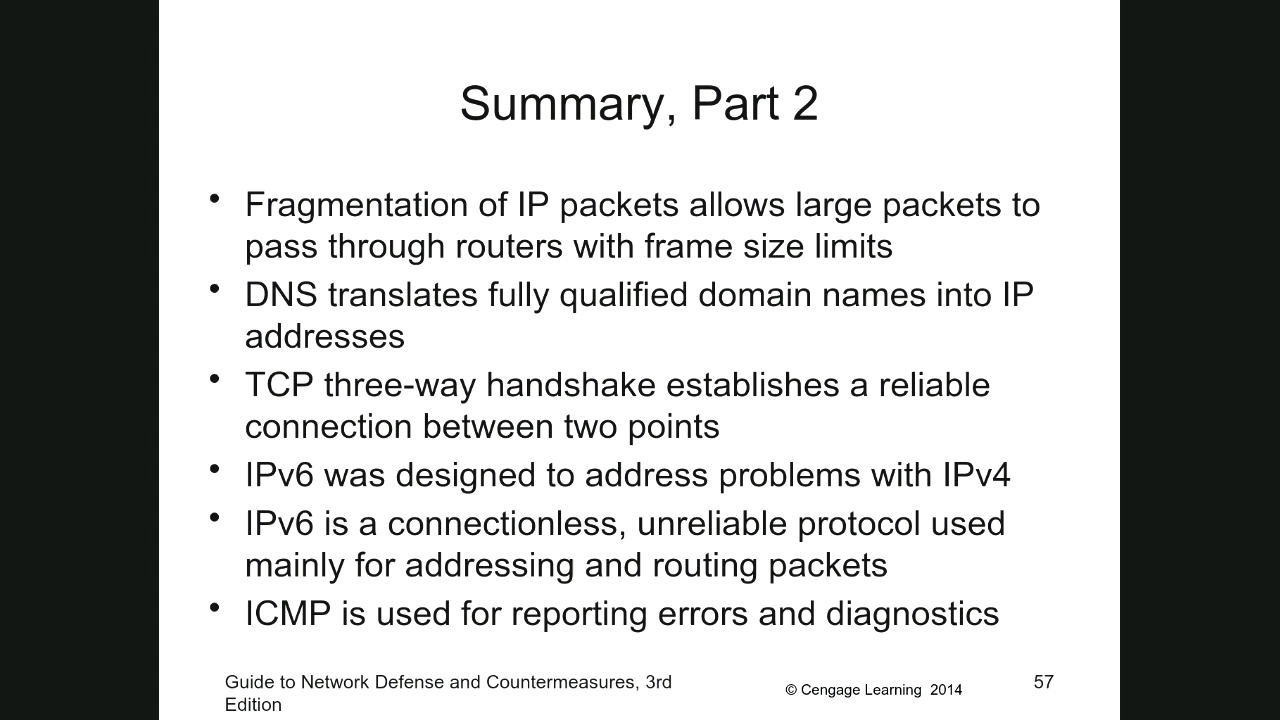 Summary, Part 2
• Fragmentation of IP packets allows large packets to
pass through routers with frame size limits
• DNS translates fully qualified domain names into IP
addresses
• TCP three-way handshake establishes a reliable
connection between two points
• IPv6 was designed to address problems with IPv4
• IPv6 is a connectionless, unreliable protocol used
mainly for addressing and routing packets
• ICMP is used for reporting errors and diagnostics
Guide to Network Defense and Countermeasures, 3rd
Edition
© Cengage Learning 2014
57